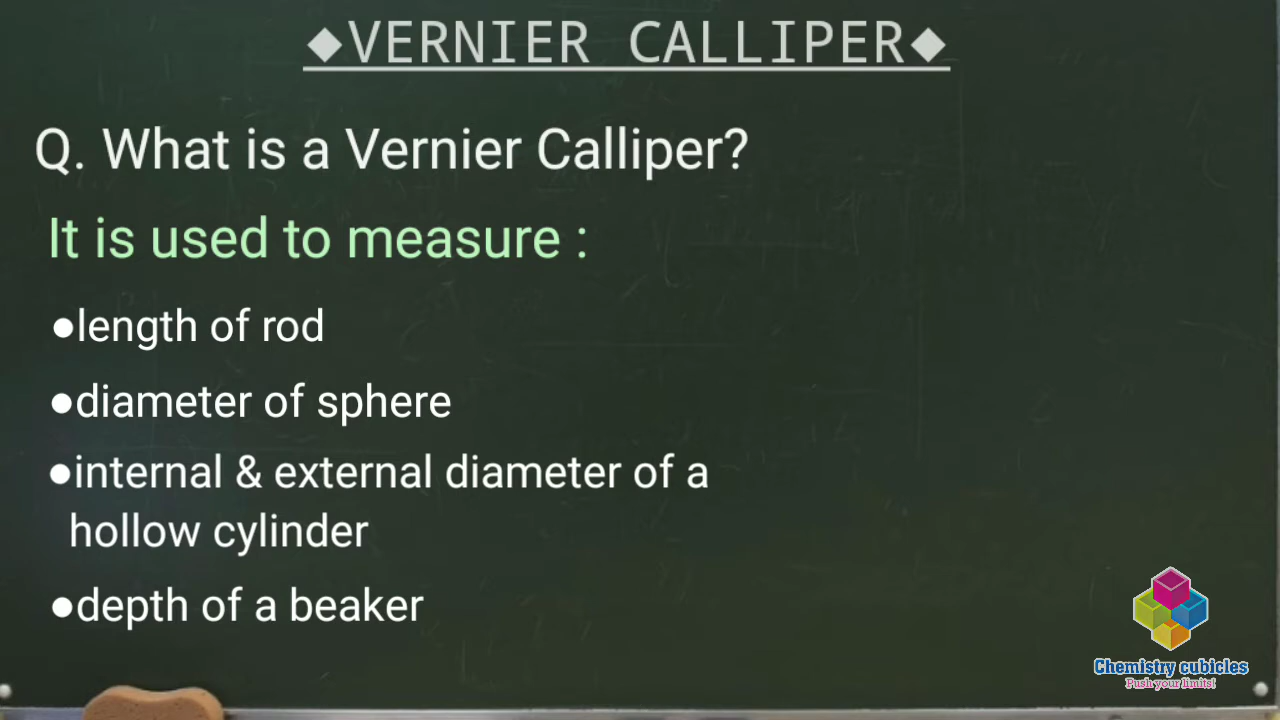 ◆VERNIER CALLIPER◆
Q. What is a Vernier Calliper?
It is used to measure :
●length of rod
●diameter of sphere
●internal & external diameter of a
hollow cylinder
●depth of a beaker
Chemistry cubicles
Push your limits!